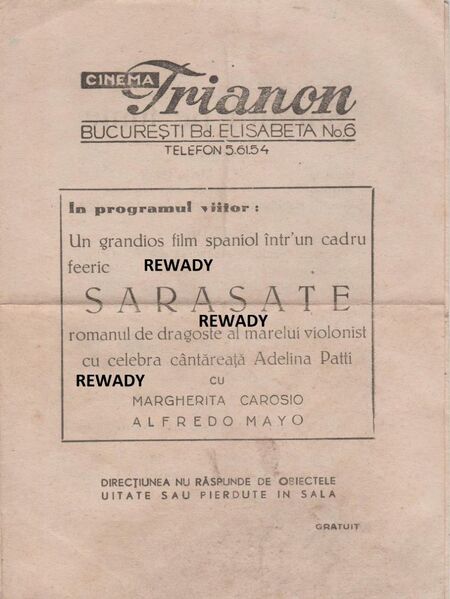 CINEMA Trianon
BUCUREȘTI Bd. ELISABETA No.6
TELEFON 5.61.54
In programul viitor :
Un grandios film spaniol într'un cadru
feeric REWADY
SARASATE
REWADY
romanul de dragoste al marelui violonist
cu celebra cântăreață Adelina Patti
REWADY CU
MARGHERITA CAROSIO
ALFREDO MAYO
DIRECȚIUNEA NU RĂSPUNDE DE OBIECTELE
UITATE SAU PIERDUTE IN SALA
GRATUIT